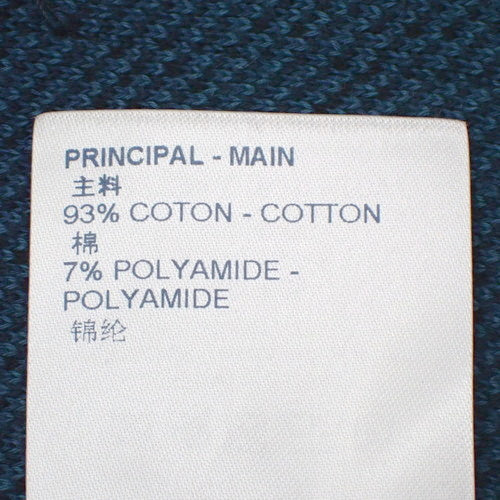 PRINCIPAL - MAIN
主料
93% COTON - COTTON
棉
7% POLYAMIDE -
POLYAMIDE
锦纶